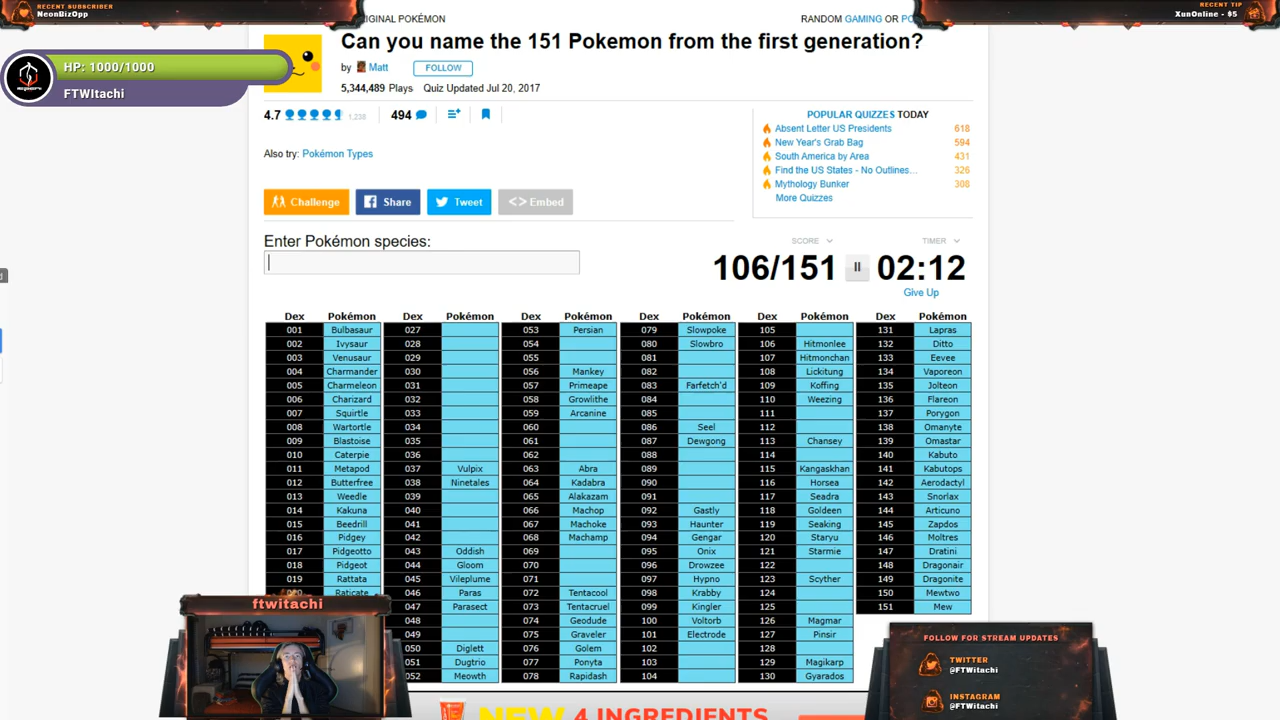 RECENT SUBSCRIBER
NeonBizOpp
RECENT TIP
XunOnline - $5
IGINAL POKÉMON
RANDOM GAMING OR PO
Can you name the 151 Pokemon from the first generation?
by Matt FOLLOW
5,344,489 Plays Quiz Updated Jul 20, 2017
HP: 1000/1000
FTWItachi
4.7 1,238 494
POPULAR QUIZZES TODAY
Absent Letter US Presidents 618
New Year's Grab Bag 594
South America by Area 431
Find the US States - No Outlines... 326
Mythology Bunker 308
More Quizzes
Also try: Pokémon Types
Challenge Share Tweet <> Embed
Enter Pokémon species:
SCORE TIMER
106/151 02:12
Give Up
Dex Pokémon Dex Pokémon Dex Pokémon Dex Pokémon Dex Pokémon Dex Pokémon
001 Bulbasaur 027 053 Persian 079 Slowpoke 105 131 Lapras
002 Ivysaur 028 054 080 Slowbro 106 Hitmonlee 132 Ditto
003 Venusaur 029 055 081 107 Hitmonchan 133 Eevee
004 Charmander 030 056 Mankey 082 108 Lickitung 134 Vaporeon
005 Charmeleon 031 057 Primeape 083 Farfetch'd 109 Koffing 135 Jolteon
006 Charizard 032 058 Growlithe 084 110 Weezing 136 Flareon
007 Squirtle 033 059 Arcanine 085 111 137 Porygon
008 Wartortle 034 060 086 Seel 112 138 Omanyte
009 Blastoise 035 061 087 Dewgong 113 Chansey 139 Omastar
010 Caterpie 036 062 088 114 140 Kabuto
011 Metapod 037 Vulpix 063 Abra 089 115 Kangaskhan 141 Kabutops
012 Butterfree 038 Ninetales 064 Kadabra 090 116 Horsea 142 Aerodactyl
013 Weedle 039 065 Alakazam 091 117 Seadra 143 Snorlax
014 Kakuna 040 066 Machop 092 Gastly 118 Goldeen 144 Articuno
015 Beedrill 041 067 Machoke 093 Haunter 119 Seaking 145 Zapdos
016 Pidgey 042 068 Machamp 094 Gengar 120 Staryu 146 Moltres
017 Pidgeotto 043 Oddish 069 095 Onix 121 Starmie 147 Dratini
018 Pidgeot 044 Gloom 070 096 Drowzee 122 148 Dragonair
019 Rattata 045 Vileplume 071 097 Hypno 123 Scyther 149 Dragonite
Raticate 046 Paras 072 Tentacool 098 Krabby 124 150 Mewtwo
047 Parasect 073 Tentacruel 099 Kingler 125 151 Mew
048 074 Geodude 100 Voltorb 126 Magmar
049 075 Graveler 101 Electrode 127 Pinsir
050 Diglett 076 Golem 102 128
051 Dugtrio 077 Ponyta 103 129 Magikarp
052 Meowth 078 Rapidash 104 130 Gyarados
ftwitachi
FOLLOW FOR STREAM UPDATES
TWITTER
@FTWitachi
INSTAGRAM
@FTWitachi
NEW 4 INGREDIENTS